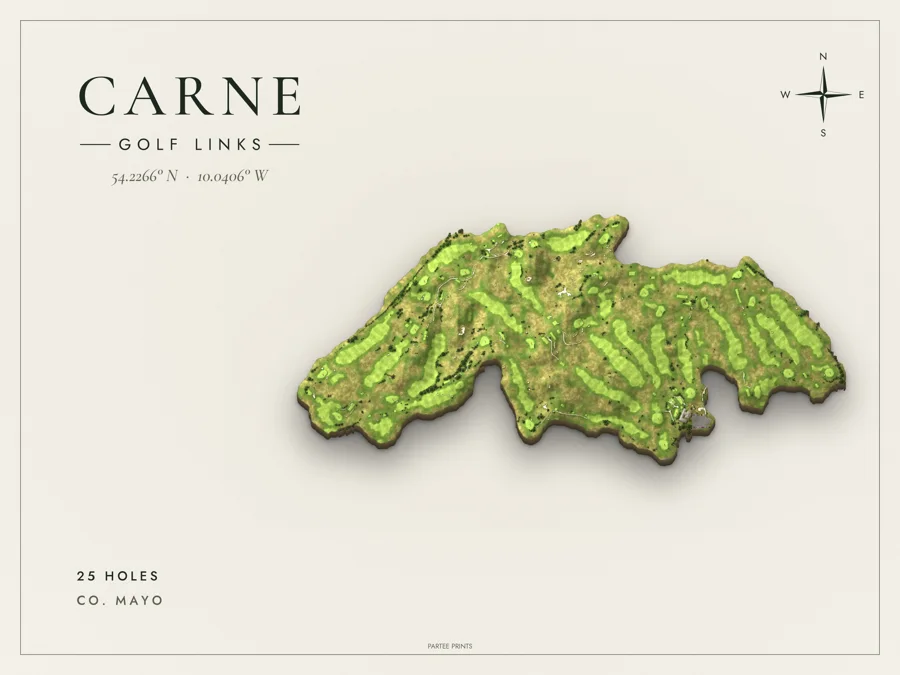 CARNE
GOLF LINKS
54.2266° N · 10.0406° W
N
W E
S
25 HOLES
CO. MAYO
PARTEE PRINTS